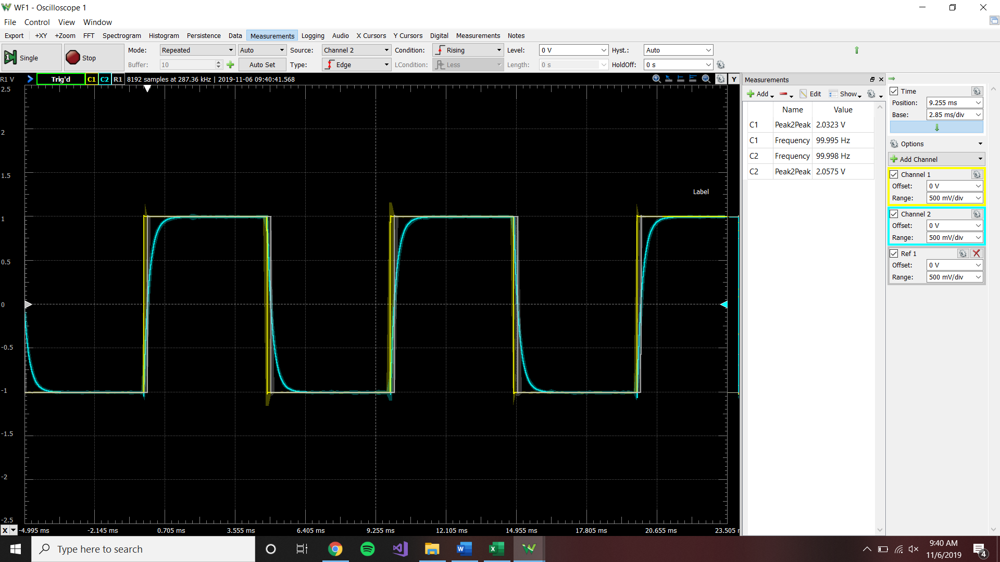 WF1 - Oscilloscope 1
File Control View Window
Export +XY +Zoom FFT Spectrogram Histogram Persistence Data Measurements Logging Audio X Cursors Y Cursors Digital Measurements Notes
Single Stop Mode: Repeated Auto Source: Channel 2 Condition: Rising Level: 0 V Hyst.: Auto
Buffer: 10 Auto Set Type: Edge LCondition: Less Length: 0 s HoldOff: 0 s
R1 V Trig'd C1 C2 R1 8192 samples at 287.36 kHz | 2019-11-06 09:40:41.568 Y
2.5
2
1.5
Label
1
0.5
0
-0.5
-1
-1.5
-2
-2.5
X -4.995 ms -2.145 ms 0.705 ms 3.555 ms 6.405 ms 9.255 ms 12.105 ms 14.955 ms 17.805 ms 20.655 ms 23.505
Measurements
Add Edit Show
Name Value
C1 Peak2Peak 2.0323 V
C1 Frequency 99.995 Hz
C2 Frequency 99.998 Hz
C2 Peak2Peak 2.0575 V
Time
Position: 9.255 ms
Base: 2.85 ms/div
Options
Add Channel
Channel 1
Offset: 0 V
Range: 500 mV/div
Channel 2
Offset: 0 V
Range: 500 mV/div
Ref 1
Offset: 0 V
Range: 500 mV/div
Type here to search
9:40 AM
11/6/2019
4